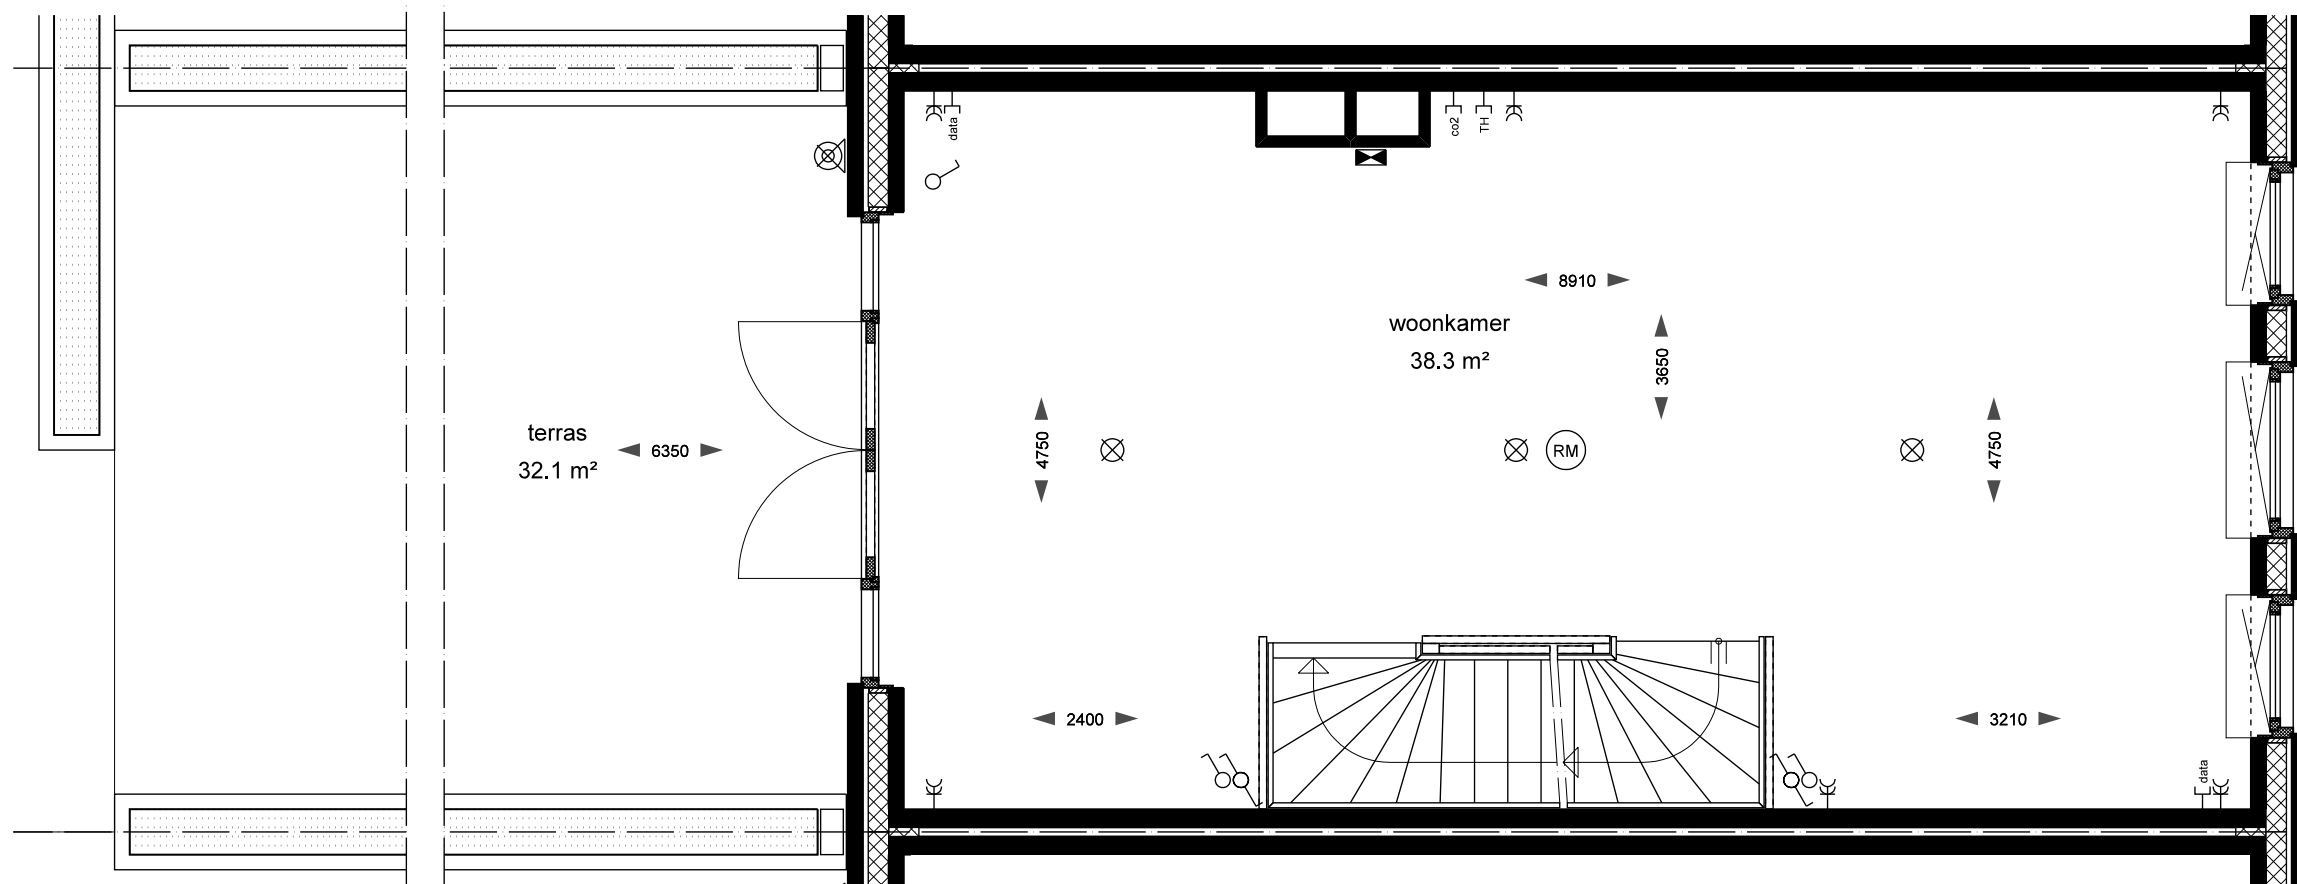 data
co2
TH
8910
woonkamer
38.3 m²
3650
terras
32.1 m²
6350
4750
RM
4750
2400
3210
data